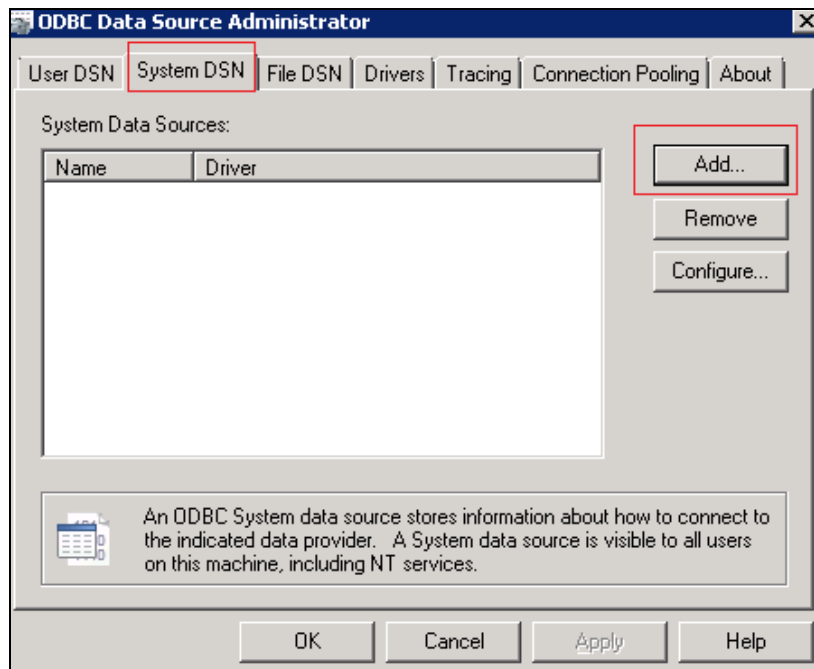 ODBC Data Source Administrator
User DSN System DSN File DSN Drivers Tracing Connection Pooling About
System Data Sources:
Name Driver
Add...
Remove
Configure...
An ODBC System data source stores information about how to connect to
the indicated data provider. A System data source is visible to all users
on this machine, including NT services.
OK Cancel Apply Help